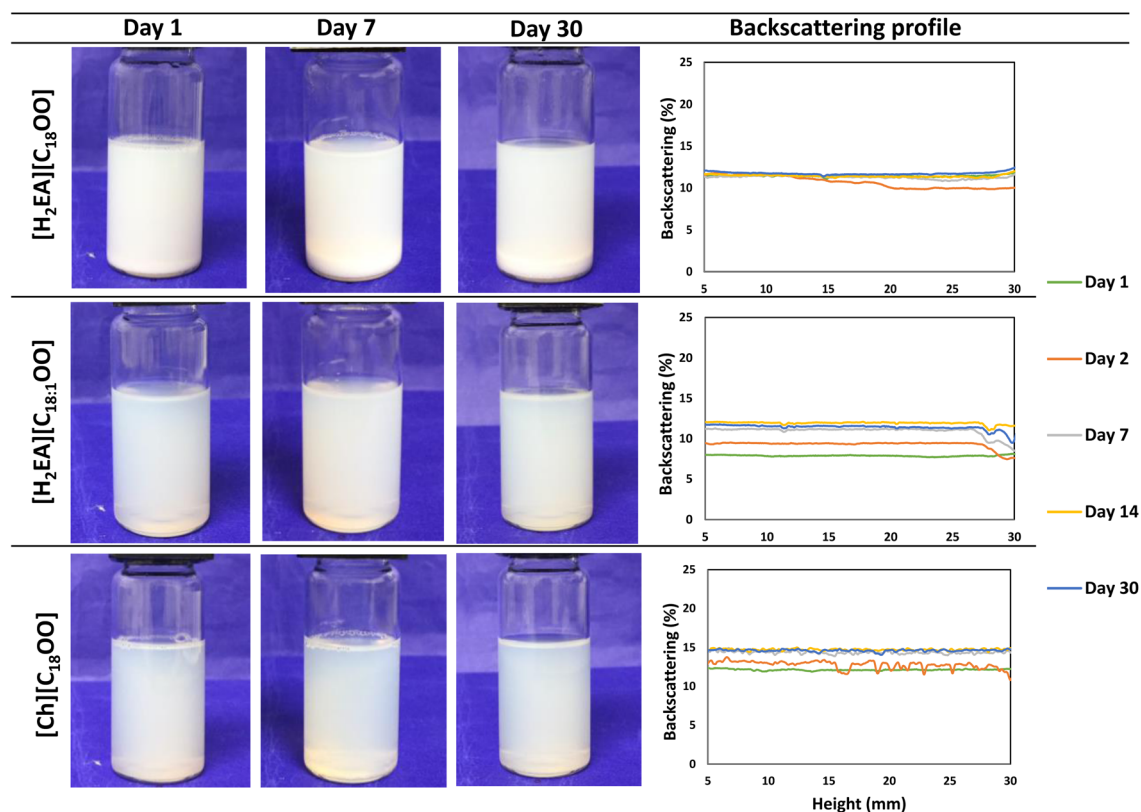 Day 1 Day 7 Day 30 Backscattering profile
[H₂EA][C₁₈OO]
Backscattering (%)
25
20
15
10
5
0
5 10 15 20 25 30
[H₂EA][C₁₈:₁OO]
Backscattering (%)
25
20
15
10
5
0
5 10 15 20 25 30
[Ch][C₁₈OO]
Backscattering (%)
25
20
15
10
5
0
5 10 15 20 25 30
Height (mm)
Day 1
Day 2
Day 7
Day 14
Day 30